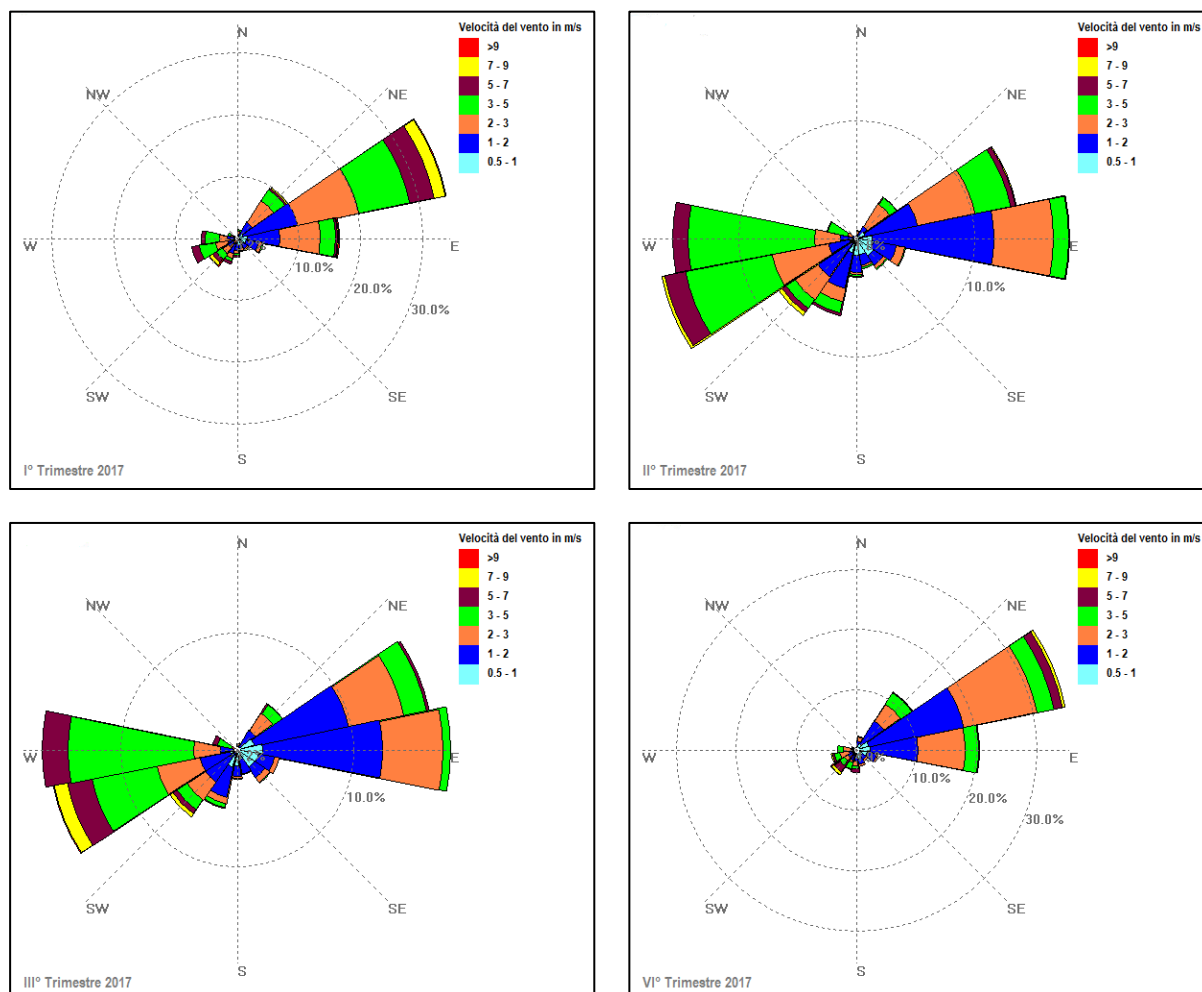 N
NE
E
SE
S
SW
W
NW
10.0%
20.0%
30.0%
Velocità del vento in m/s
>9
7 - 9
5 - 7
3 - 5
2 - 3
1 - 2
0.5 - 1
I° Trimestre 2017
N
NE
E
SE
S
SW
W
NW
10.0%
Velocità del vento in m/s
>9
7 - 9
5 - 7
3 - 5
2 - 3
1 - 2
0.5 - 1
II° Trimestre 2017
N
NE
E
SE
S
SW
W
NW
10.0%
Velocità del vento in m/s
>9
7 - 9
5 - 7
3 - 5
2 - 3
1 - 2
0.5 - 1
III° Trimestre 2017
N
NE
E
SE
S
SW
W
NW
10.0%
20.0%
30.0%
Velocità del vento in m/s
>9
7 - 9
5 - 7
3 - 5
2 - 3
1 - 2
0.5 - 1
VI° Trimestre 2017